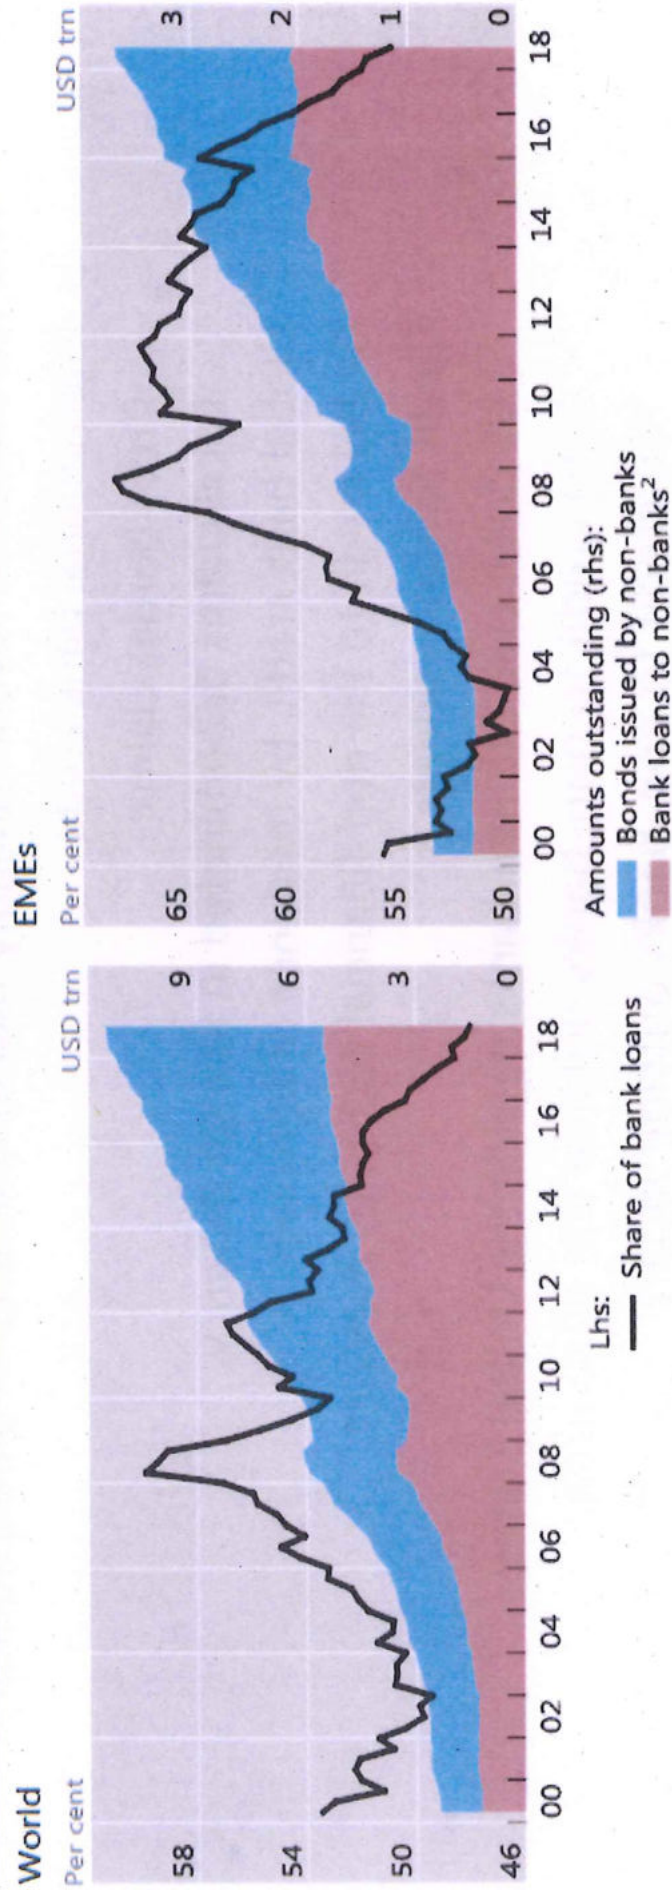 World
Per cent
USD trn
58
54
50
46
9
6
3
0
00 02 04 06 08 10 12 14 16 18
Lhs:
Share of bank loans
EMEs
Per cent
USD trn
65
60
55
50
3
2
1
0
00 02 04 06 08 10 12 14 16 18
Amounts outstanding (rhs):
Bonds issued by non-banks
Bank loans to non-banks²